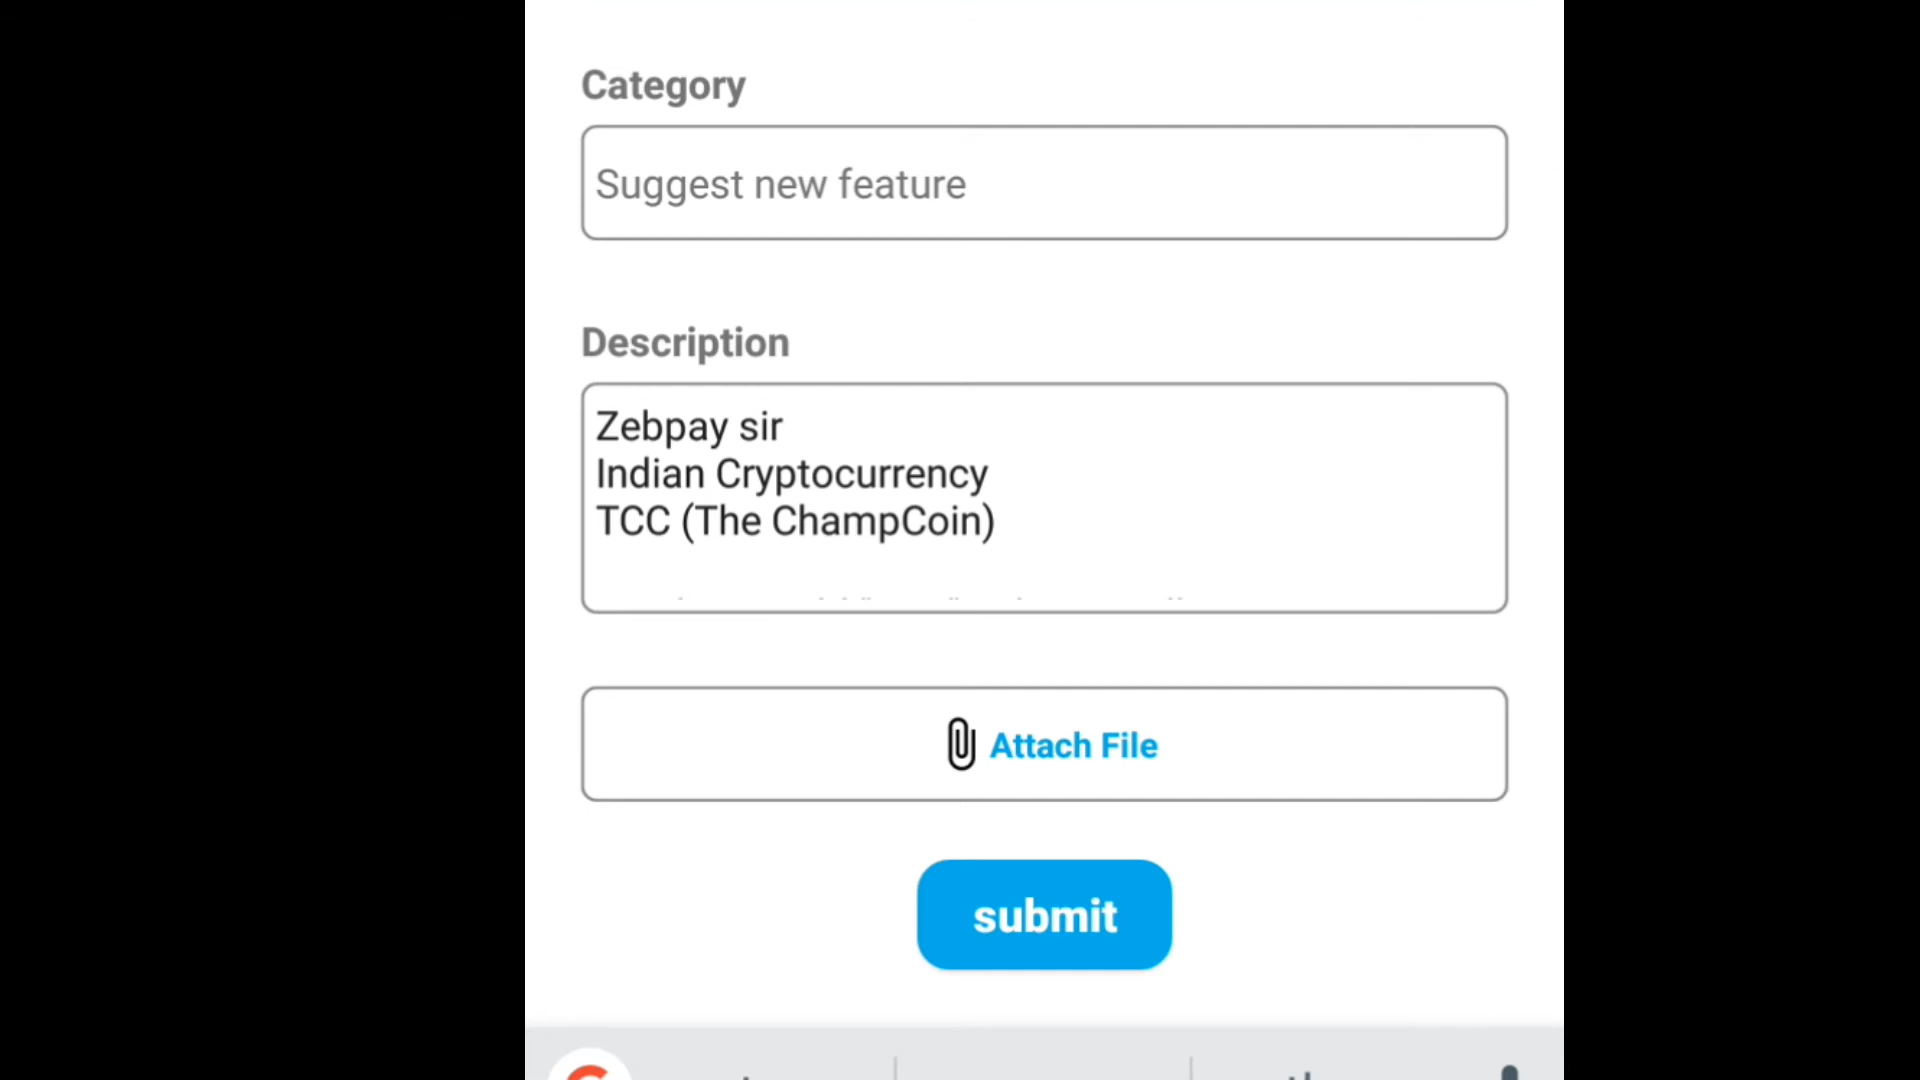 Category
Suggest new feature
Description
Zebpay sir
Indian Cryptocurrency
TCC (The ChampCoin)
Attach File
submit